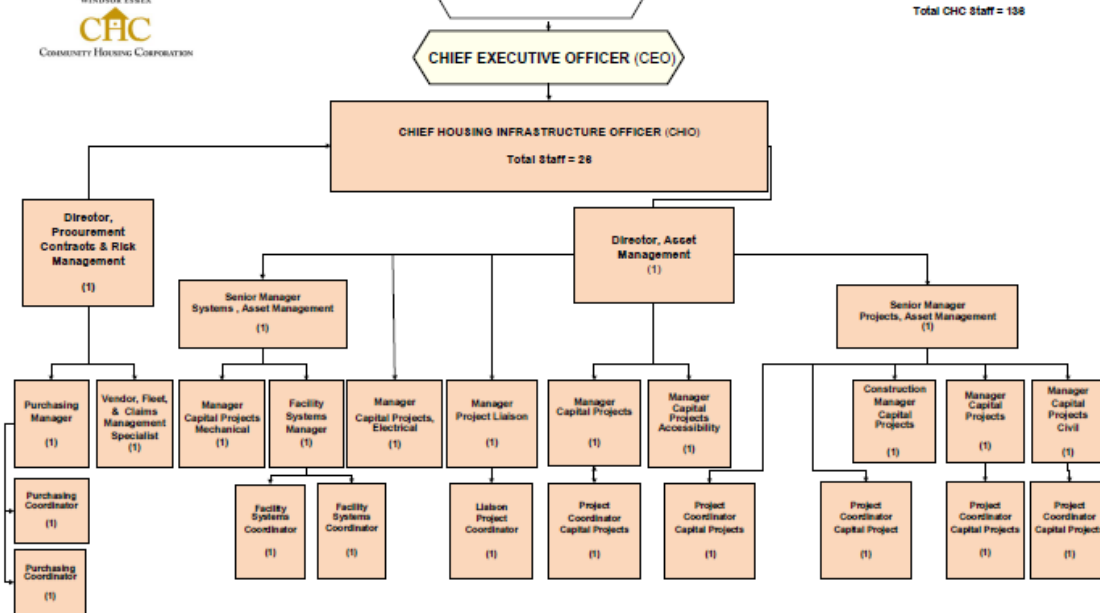 WINDSOR ESSEX
CHC
COMMUNITY HOUSING CORPORATION
Total CHC Staff = 136
CHIEF EXECUTIVE OFFICER (CEO)
CHIEF HOUSING INFRASTRUCTURE OFFICER (CHIO)
Total Staff = 26
Director,
Procurement
Contracts & Risk
Management
(1)
Director, Asset
Management
(1)
Senior Manager
Systems , Asset Management
(1)
Senior Manager
Projects, Asset Management
(1)
Purchasing
Manager
(1)
Vendor, Fleet,
& Claims
Management
Specialist
(1)
Manager
Capital Projects
Mechanical
(1)
Facility
Systems
Manager
(1)
Manager
Capital Projects,
Electrical
(1)
Manager
Project Liaison
(1)
Manager
Capital Projects
(1)
Manager
Capital
Projects
Accessibility
(1)
Construction
Manager
Capital
Projects
(1)
Manager
Capital
Projects
(1)
Manager
Capital
Projects
Civil
(1)
Purchasing
Coordinator
(1)
Purchasing
Coordinator
(1)
Facility
Systems
Coordinator
(1)
Facility
Systems
Coordinator
(1)
Liaison
Project
Coordinator
(1)
Project
Coordinator
Capital Projects
(1)
Project
Coordinator
Capital Projects
(1)
Project
Coordinator
Capital Project
(1)
Project
Coordinator
Capital Projects
(1)
Project
Coordinator
Capital Projects
(1)